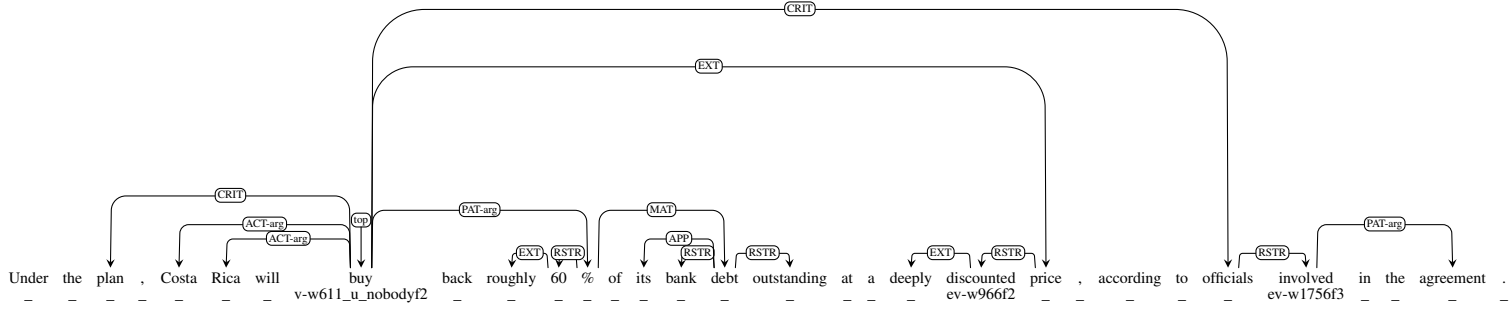 CRIT
EXT
CRIT
PAT-arg MAT
top
ACT-arg PAT-arg
ACT-arg APP
EXT RSTR RSTR RSTR EXT RSTR RSTR
Under the plan , Costa Rica will buy back roughly 60 % of its bank debt outstanding at a deeply discounted price , according to officials involved in the agreement .
_ _ _ _ _ _ _ v-w611_u_nobodyf2 _ _ _ _ _ _ _ _ _ _ _ _ ev-w966f2 _ _ _ _ _ ev-w1756f3 _ _ _ _